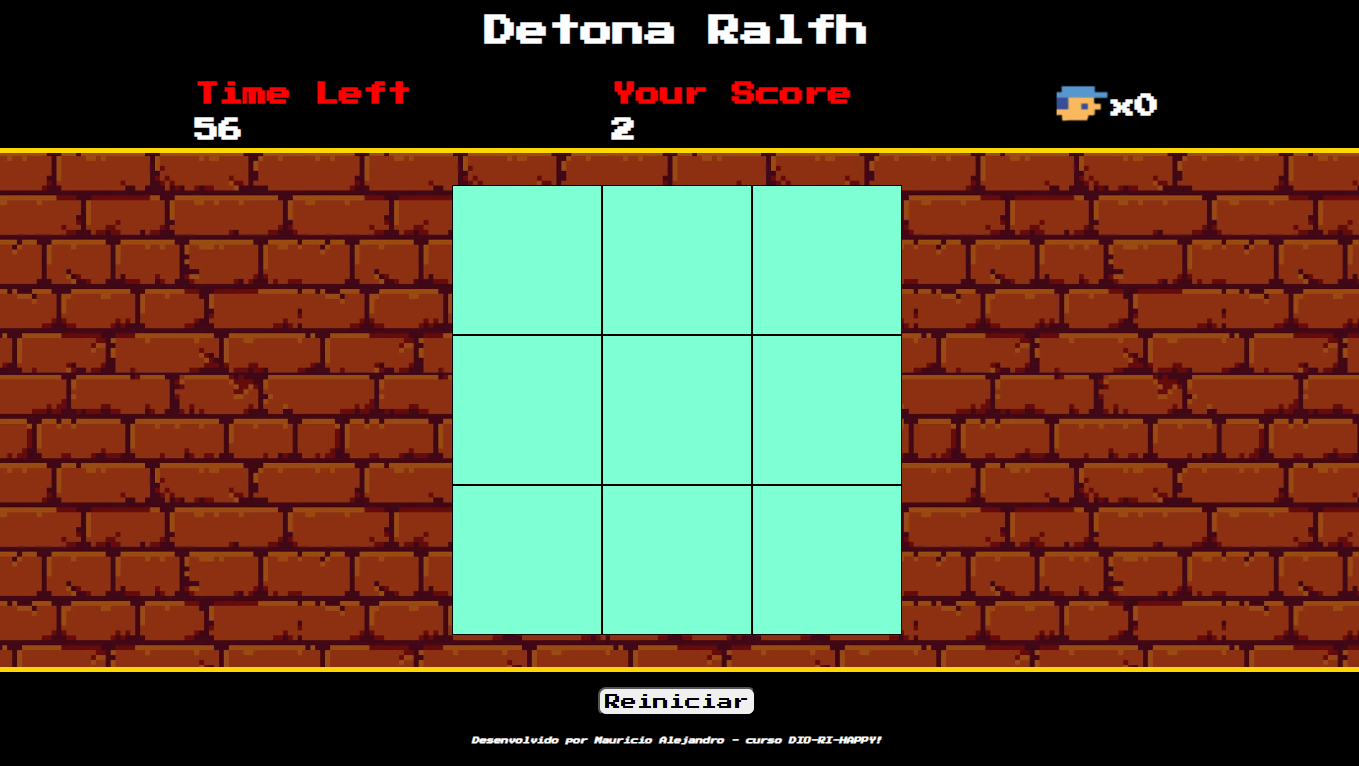 Detona Ralfh
Time Left
56
Your Score
2
x0
Reiniciar
Desenvolvido por Mauricio Alejandro - curso DIO-RI-HAPPY!